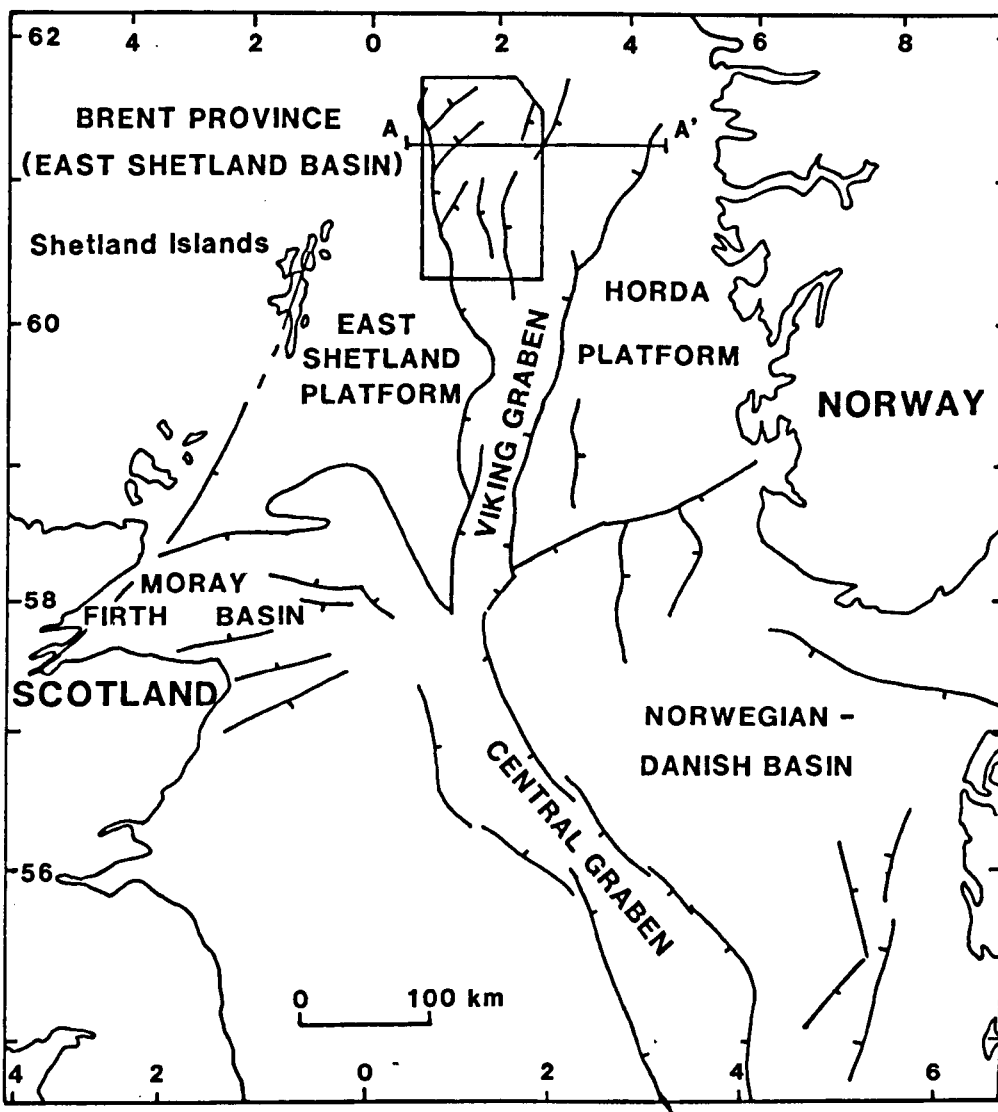 62 4 2 0 2 4 6 8
BRENT PROVINCE
(EAST SHETLAND BASIN)
A A'
Shetland Islands
60
EAST
SHETLAND
PLATFORM
VIKING GRABEN
HORDA
PLATFORM
NORWAY
58
MORAY
FIRTH BASIN
SCOTLAND
NORWEGIAN -
DANISH BASIN
CENTRAL GRABEN
56
0 100 km
4 2 0 2 4 6